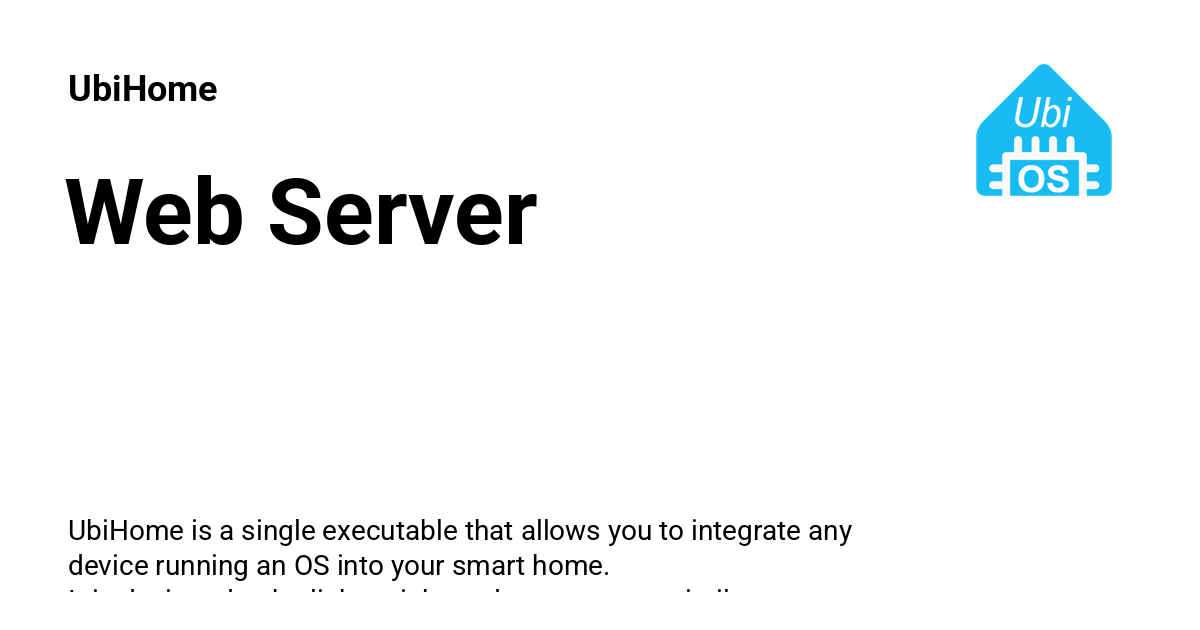 UbiHome
Ubi
OS
Web Server
UbiHome is a single executable that allows you to integrate any
device running an OS into your smart home.